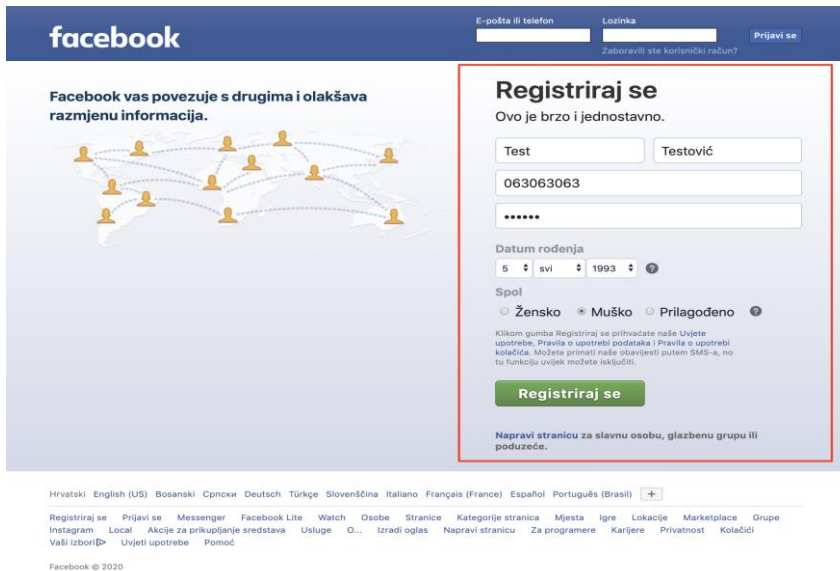 facebook
E-pošta ili telefon
Lozinka
Prijavi se
Zaboravili ste korisnički račun?
Facebook vas povezuje s drugima i olakšava
razmjenu informacija.
Registriraj se
Ovo je brzo i jednostavno.
Test Testović
063063063
••••••
Datum rođenja
5 svi 1993
Spol
Žensko Muško Prilagođeno
Klikom gumba Registriraj se prihvaćate naše Uvjete
upotrebe, Pravila o upotrebi podataka i Pravila o upotrebi
kolačića. Možete primati naše obavijesti putem SMS-a, no
tu funkciju uvijek možete isključiti.
Registriraj se
Napravi stranicu za slavnu osobu, glazbenu grupu ili
poduzeće.
Hrvatski English (US) Bosanski Српски Deutsch Türkçe Slovenščina Italiano Français (France) Español Português (Brasil) +
Registriraj se Prijavi se Messenger Facebook Lite Watch Osobe Stranice Kategorije stranica Mjesta Igre Lokacije Marketplace Grupe
Instagram Local Akcije za prikupljanje sredstava Usluge O... Izradi oglas Napravi stranicu Za programere Karijere Privatnost Kolačići
Vaši izbori Uvjeti upotrebe Pomoć
Facebook © 2020